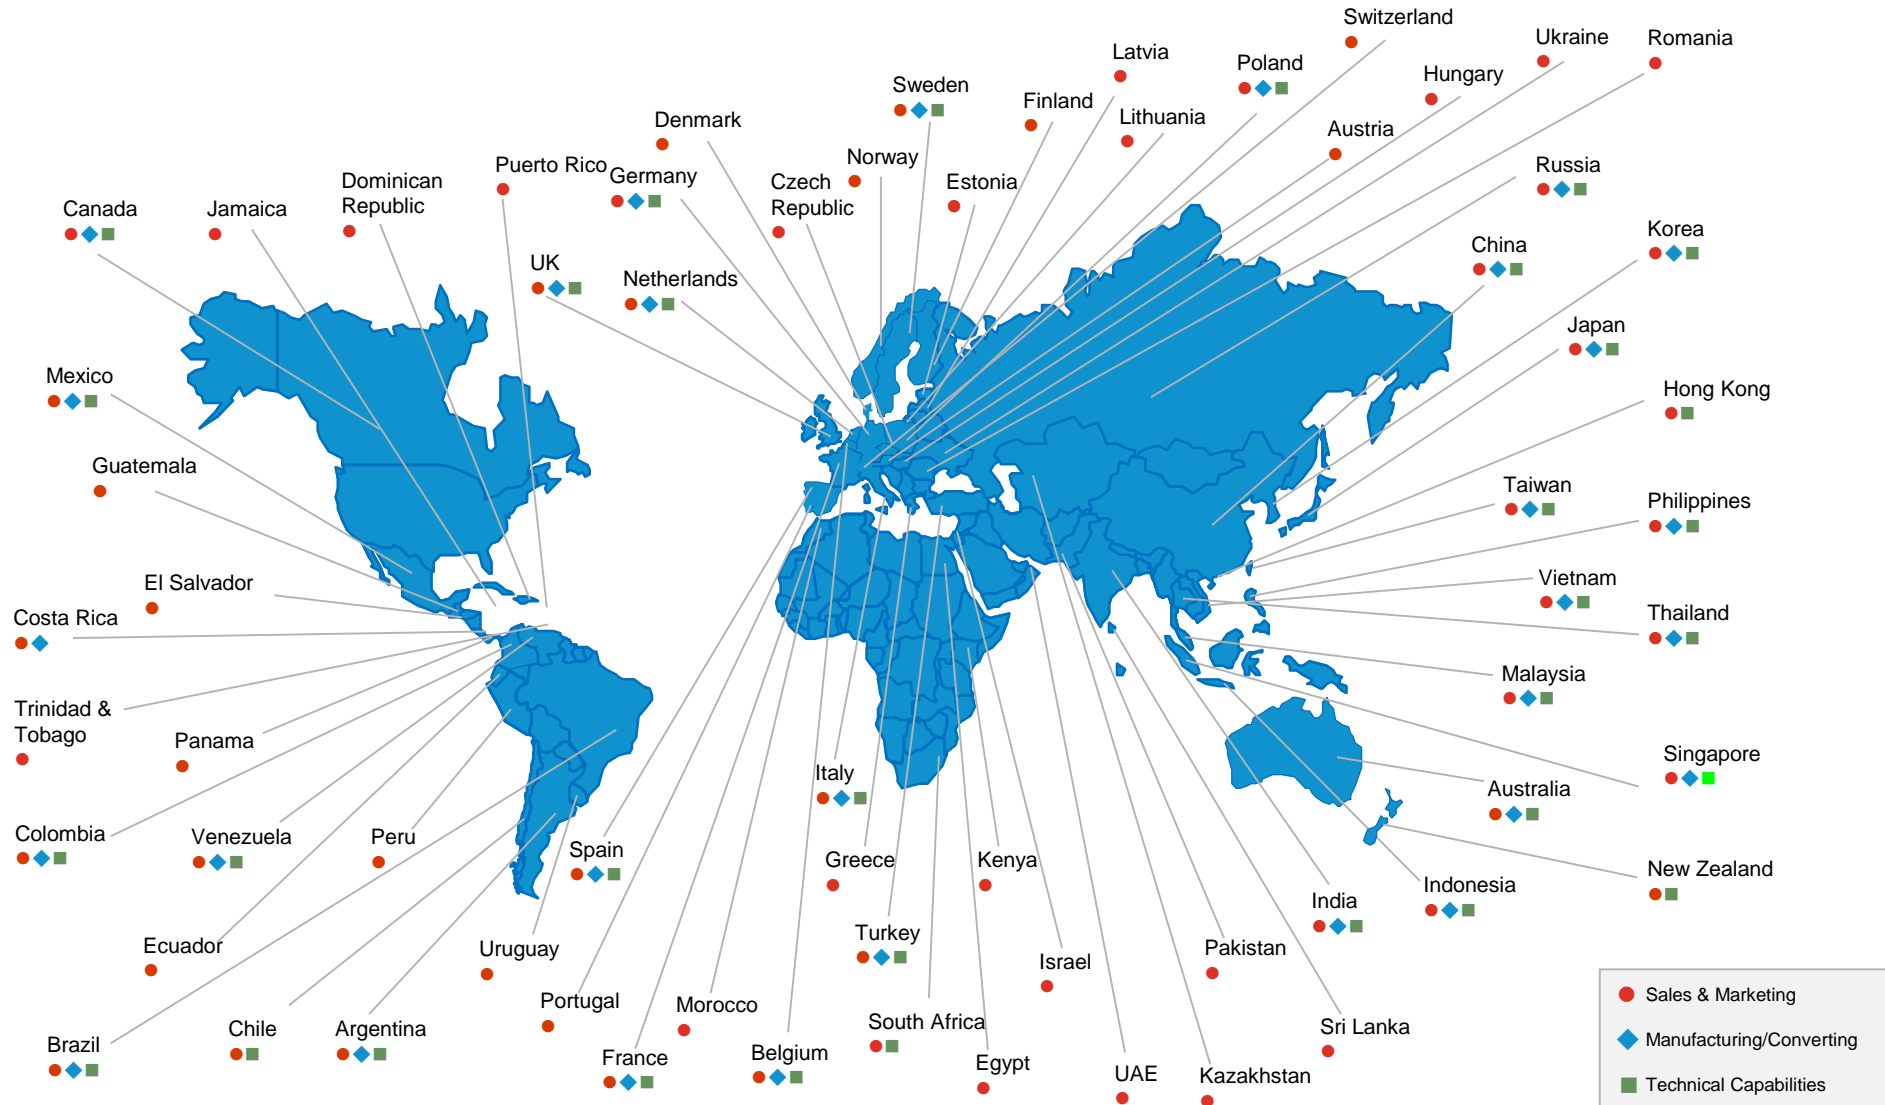 Switzerland
Ukraine
Romania
Latvia
Poland
Hungary
Sweden
Finland
Lithuania
Denmark
Austria
Norway
Puerto Rico
Germany
Russia
Dominican
Republic
Czech
Republic
Estonia
Canada
Jamaica
Korea
China
UK
Netherlands
Japan
Mexico
Hong Kong
Guatemala
Taiwan
Philippines
El Salvador
Vietnam
Costa Rica
Thailand
Malaysia
Trinidad &
Tobago
Panama
Singapore
Italy
Australia
Colombia
Venezuela
Peru
Spain
Greece
Kenya
New Zealand
Indonesia
India
Turkey
Ecuador
Uruguay
Pakistan
Israel
Portugal
Morocco
Sales & Marketing
South Africa
Chile
Argentina
Sri Lanka
Brazil
France
Belgium
Manufacturing/Converting
Egypt
UAE
Kazakhstan
Technical Capabilities